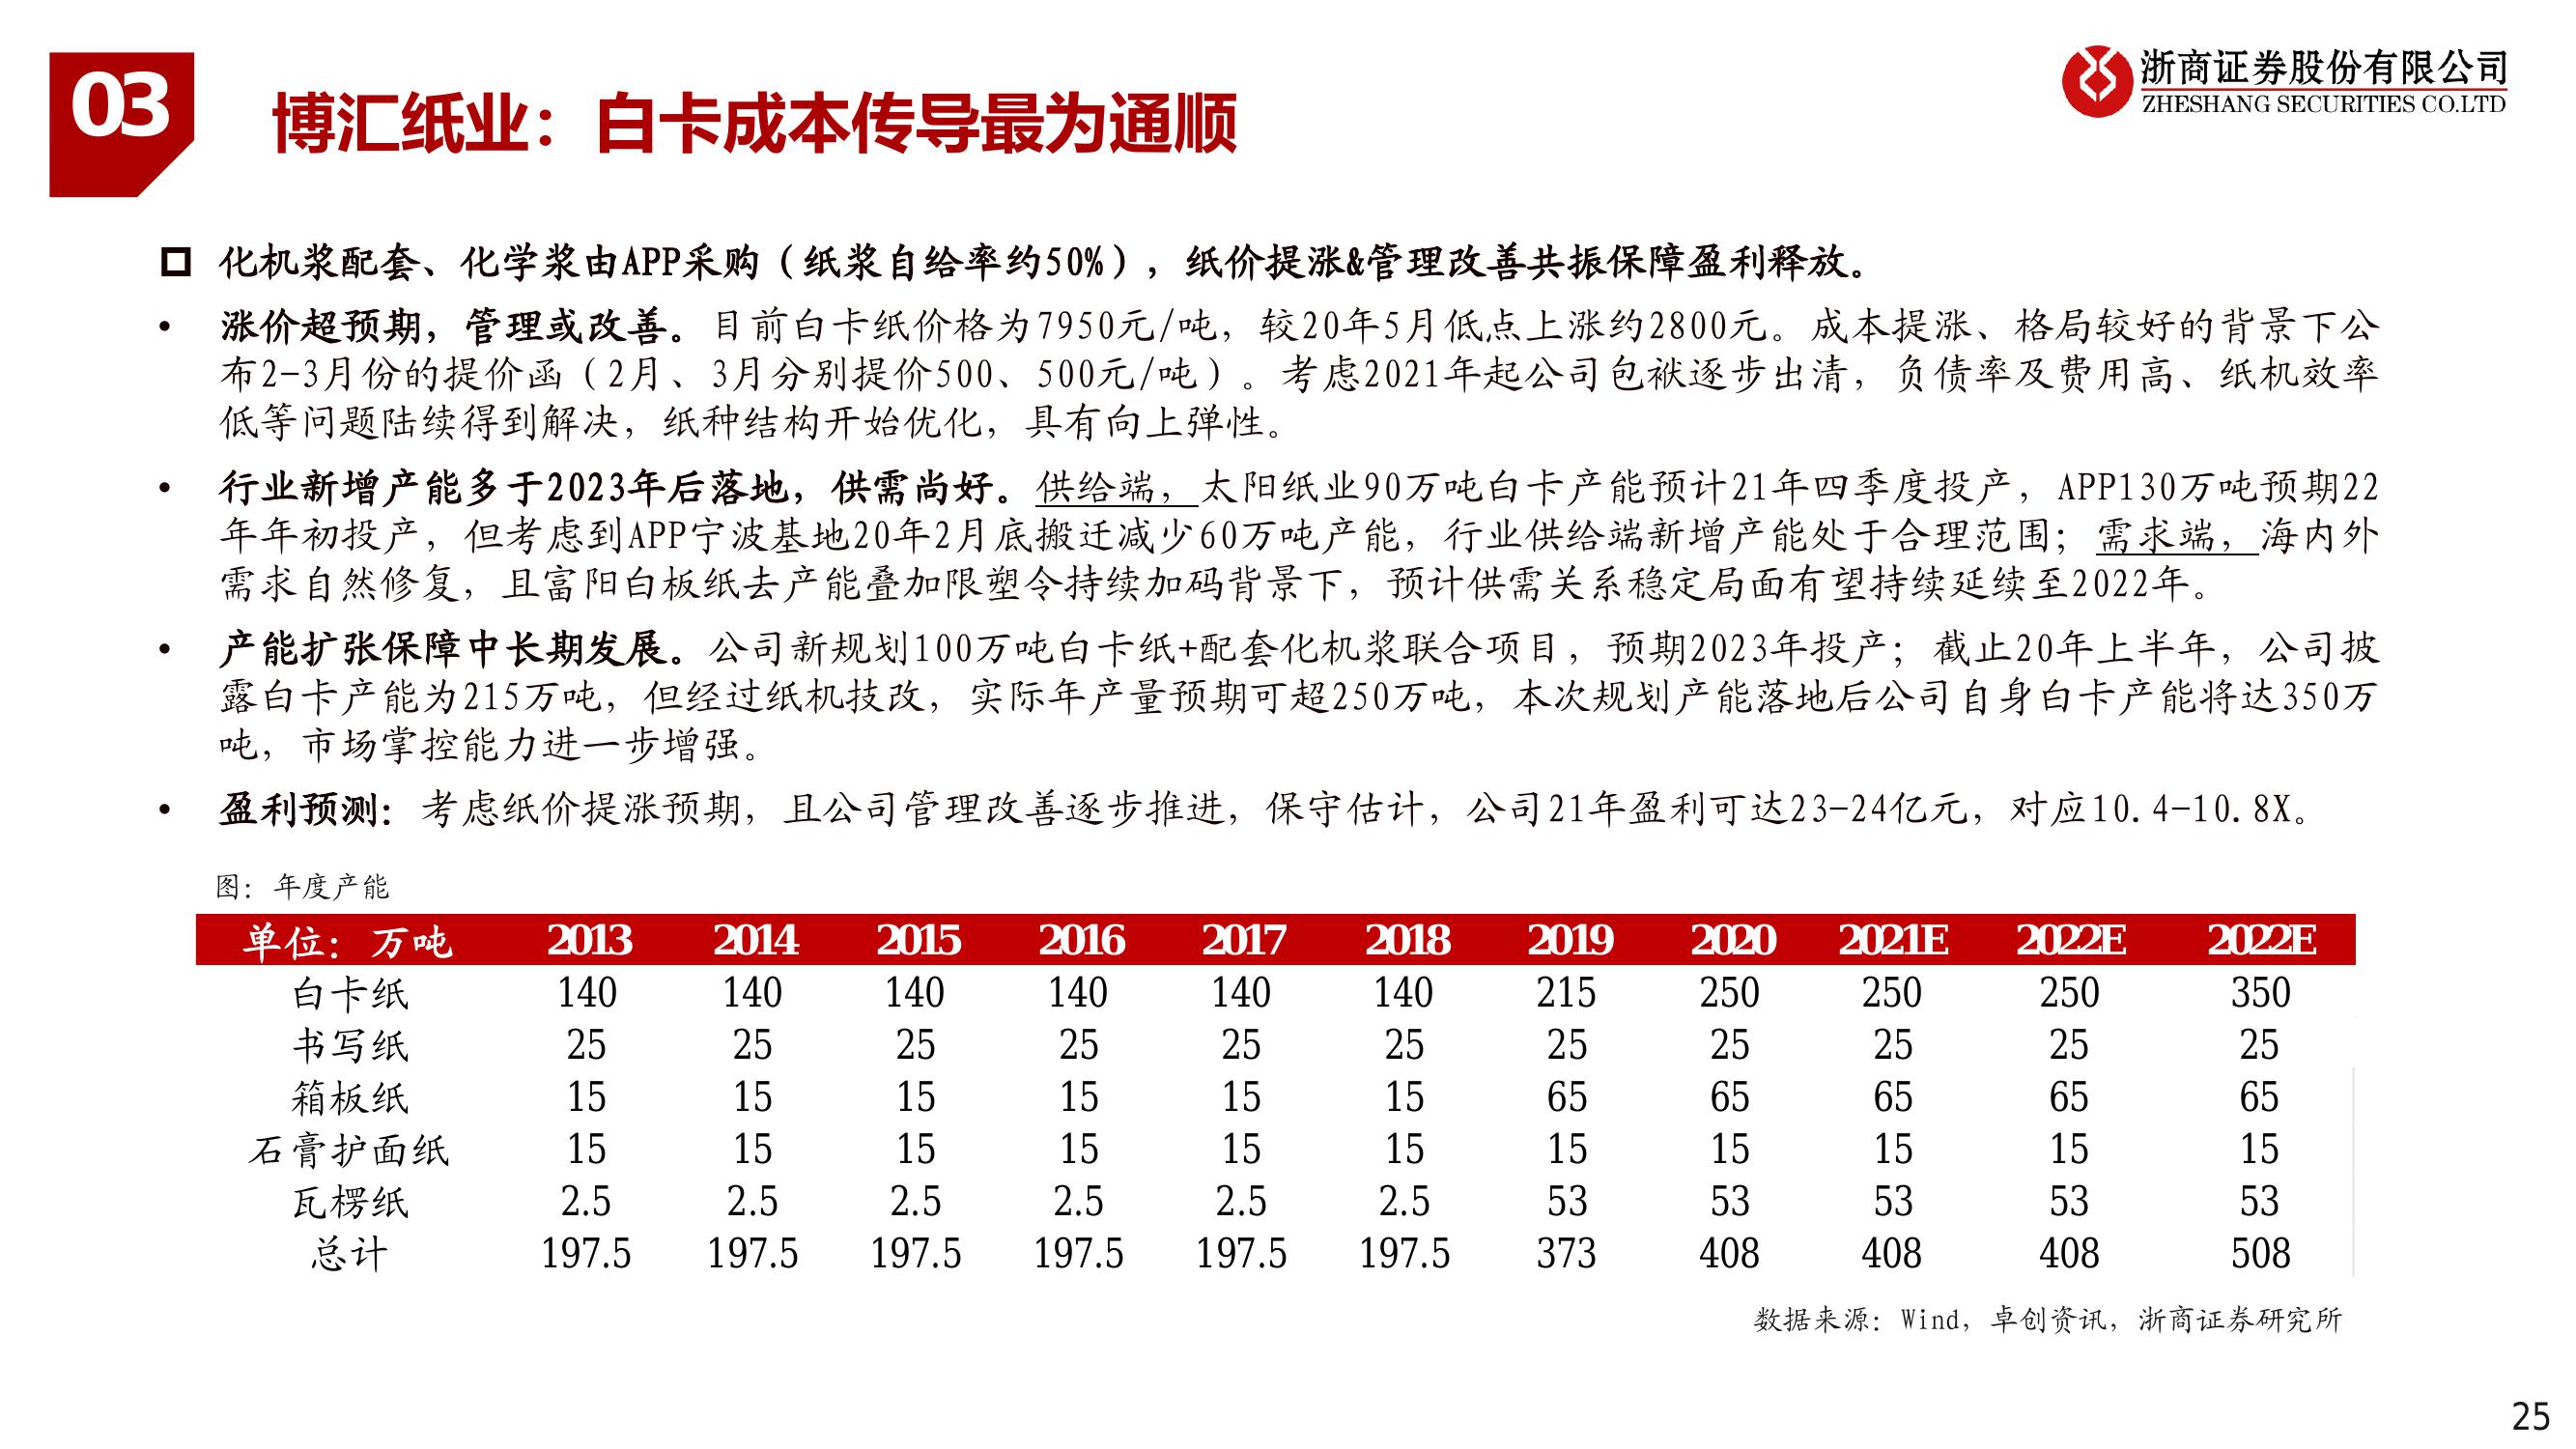 03
博汇纸业：白卡成本传导最为通顺
浙商证券股份有限公司
ZHESHANG SECURITIES CO.LTD
化机浆配套、化学浆由APP采购（纸浆自给率约50%），纸价提涨&管理改善共振保障盈利释放。
• 涨价超预期，管理或改善。目前白卡纸价格为7950元/吨，较20年5月低点上涨约2800元。成本提涨、格局较好的背景下公
布2-3月份的提价函（2月、3月分别提价500、500元/吨）。考虑2021年起公司包袱逐步出清，负债率及费用高、纸机效率
低等问题陆续得到解决，纸种结构开始优化，具有向上弹性。
• 行业新增产能多于2023年后落地，供需尚好。供给端，太阳纸业90万吨白卡产能预计21年四季度投产，APP130万吨预期22
年年初投产，但考虑到APP宁波基地20年2月底搬迁减少60万吨产能，行业供给端新增产能处于合理范围；需求端，海内外
需求自然修复，且富阳白板纸去产能叠加限塑令持续加码背景下，预计供需关系稳定局面有望持续延续至2022年。
• 产能扩张保障中长期发展。公司新规划100万吨白卡纸+配套化机浆联合项目，预期2023年投产；截止20年上半年，公司披
露白卡产能为215万吨，但经过纸机技改，实际年产量预期可超250万吨，本次规划产能落地后公司自身白卡产能将达350万
吨，市场掌控能力进一步增强。
• 盈利预测：考虑纸价提涨预期，且公司管理改善逐步推进，保守估计，公司21年盈利可达23-24亿元，对应10.4-10.8X。
图：年度产能
单位：万吨 2013 2014 2015 2016 2017 2018 2019 2020 2021E 2022E 2022E
白卡纸 140 140 140 140 140 140 215 250 250 250 350
书写纸 25 25 25 25 25 25 25 25 25 25 25
箱板纸 15 15 15 15 15 15 65 65 65 65 65
石膏护面纸 15 15 15 15 15 15 15 15 15 15 15
瓦楞纸 2.5 2.5 2.5 2.5 2.5 2.5 53 53 53 53 53
总计 197.5 197.5 197.5 197.5 197.5 197.5 373 408 408 408 508
数据来源：Wind，卓创资讯，浙商证券研究所
25